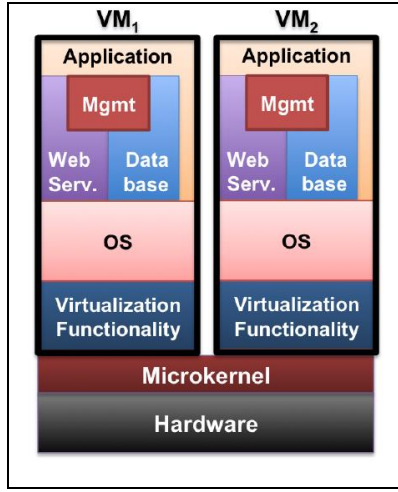 VM₁
VM₂
Application
Application
Mgmt
Mgmt
Web
Serv.
Data
base
Web
Serv.
Data
base
OS
OS
Virtualization
Functionality
Virtualization
Functionality
Microkernel
Hardware